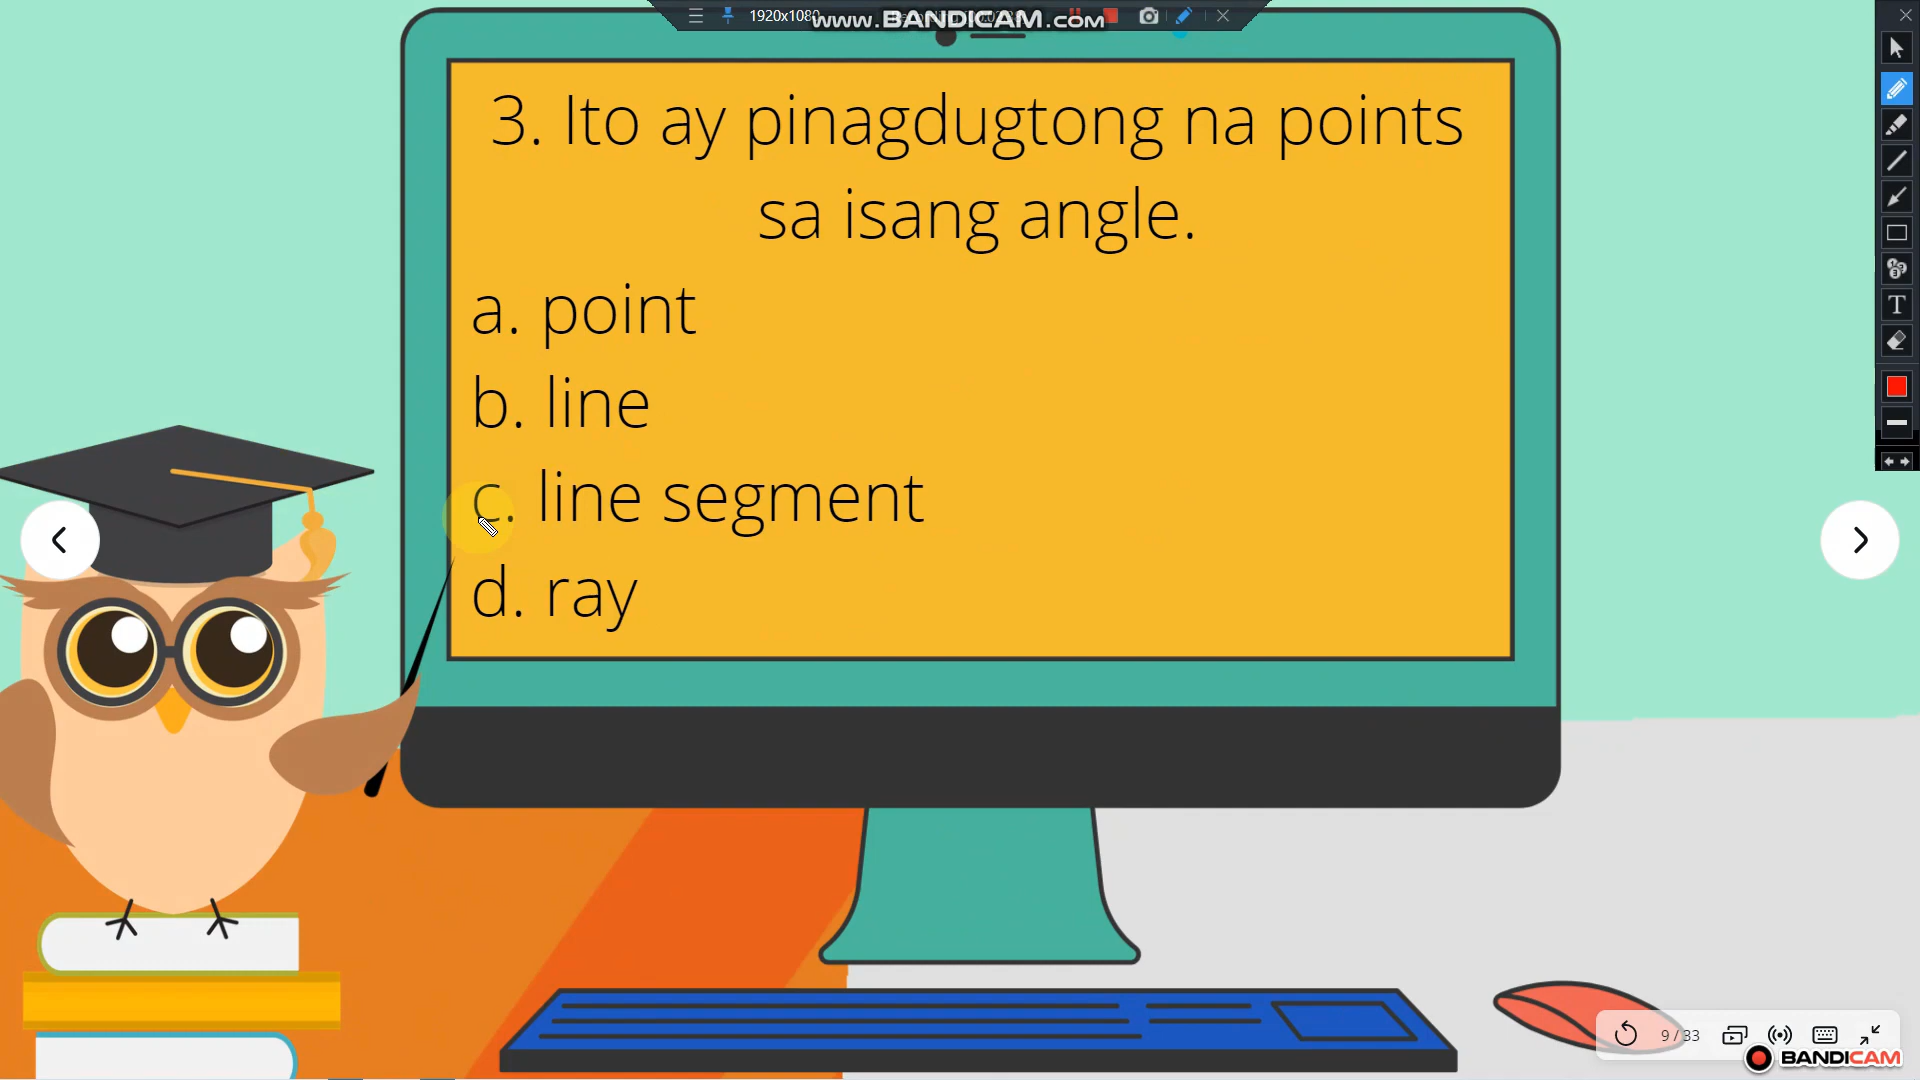 1920x1080
www.BANDICAM.com
3. Ito ay pinagdugtong na points
sa isang angle.
a. point
b. line
c. line segment
d. ray
9 / 33
BANDICAM